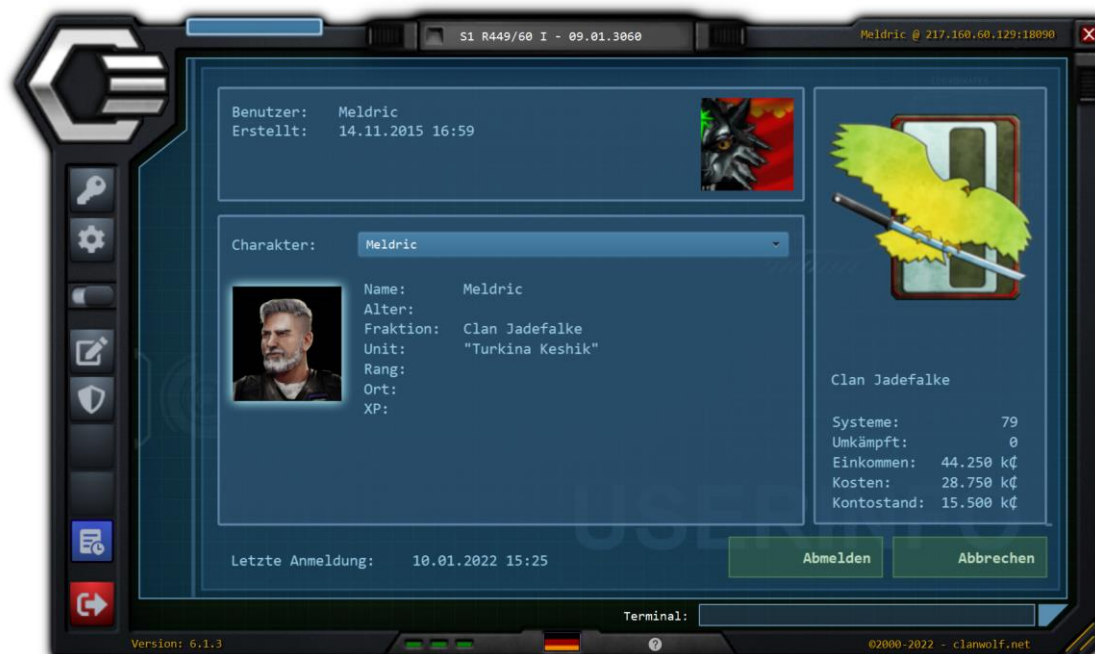 S1 R449/60 I - 09.01.3060
Meldric @ 217.160.60.129:18090
Benutzer: Meldric
Erstellt: 14.11.2015 16:59
Charakter: Meldric
Name: Meldric
Alter:
Fraktion: Clan Jadefalke
Unit: "Turkina Keshik"
Rang:
Ort:
XP:
Clan Jadefalke
Systeme: 79
Umkämpft: 0
Einkommen: 44.250 k₵
Kosten: 28.750 k₵
Kontostand: 15.500 k₵
USERINFO
Letzte Anmeldung: 10.01.2022 15:25
Abmelden
Abbrechen
Terminal:
Version: 6.1.3
?
©2000-2022 - clanwolf.net